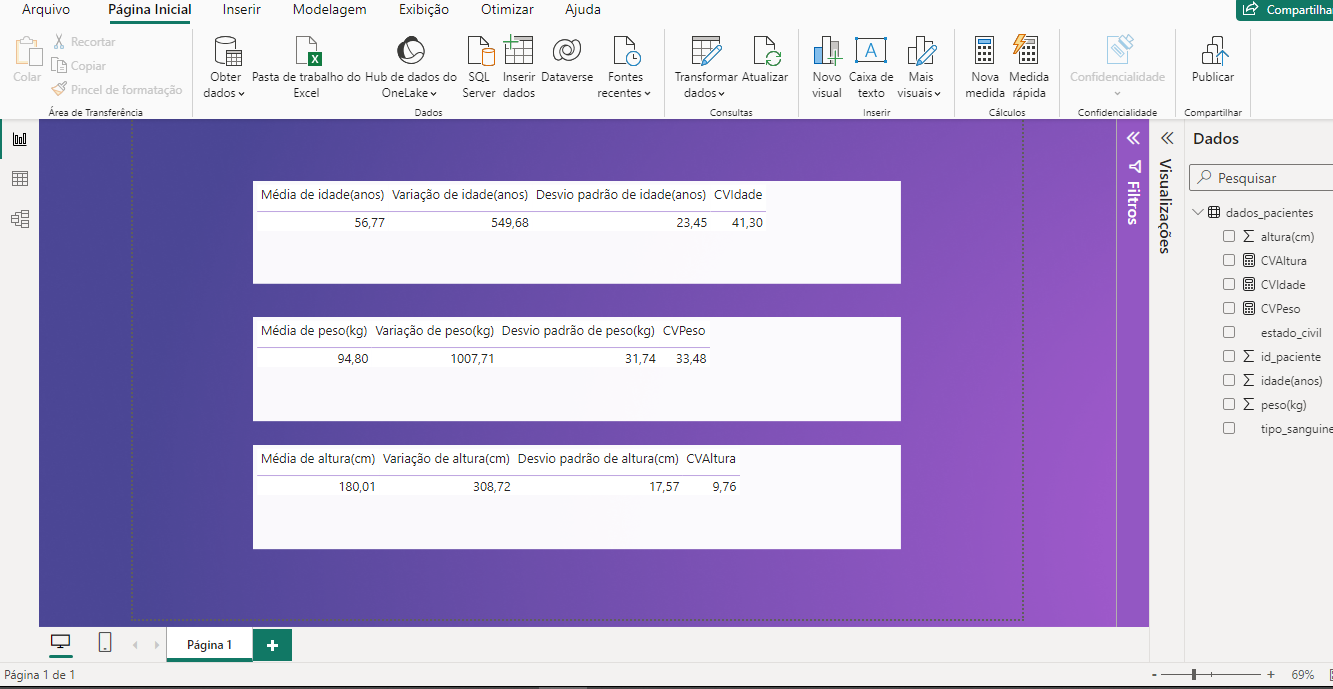 Arquivo Página Inicial Inserir Modelagem Exibição Otimizar Ajuda Compartilha
Colar
Recortar
Copiar
Pincel de formatação
Área de Transferência
Obter dados
Pasta de trabalho do Excel
Hub de dados do OneLake
SQL Server
Inserir dados
Dataverse
Fontes recentes
Dados
Transformar dados
Atualizar
Consultas
Novo visual
Caixa de texto
Mais visuais
Inserir
Nova medida
Medida rápida
Cálculos
Confidencialidade
Confidencialidade
Publicar
Compartilhar
Média de idade(anos) Variação de idade(anos) Desvio padrão de idade(anos) CVIdade
56,77 549,68 23,45 41,30
Média de peso(kg) Variação de peso(kg) Desvio padrão de peso(kg) CVPeso
94,80 1007,71 31,74 33,48
Média de altura(cm) Variação de altura(cm) Desvio padrão de altura(cm) CVAltura
180,01 308,72 17,57 9,76
Filtros
Visualizações
Dados
Pesquisar
dados_pacientes
altura(cm)
CVAltura
CVIdade
CVPeso
estado_civil
id_paciente
idade(anos)
peso(kg)
tipo_sanguine
Página 1
Página 1 de 1
- + 69%